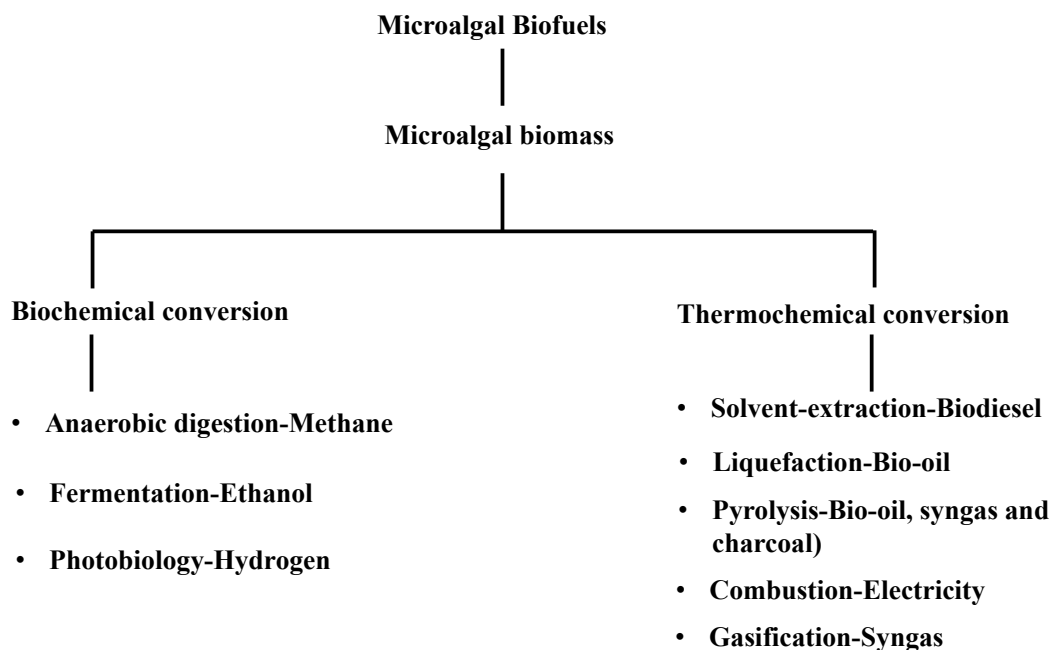 Microalgal Biofuels
Microalgal biomass
Biochemical conversion
• Anaerobic digestion-Methane
• Fermentation-Ethanol
• Photobiology-Hydrogen
Thermochemical conversion
• Solvent-extraction-Biodiesel
• Liquefaction-Bio-oil
• Pyrolysis-Bio-oil, syngas and
charcoal)
• Combustion-Electricity
• Gasification-Syngas